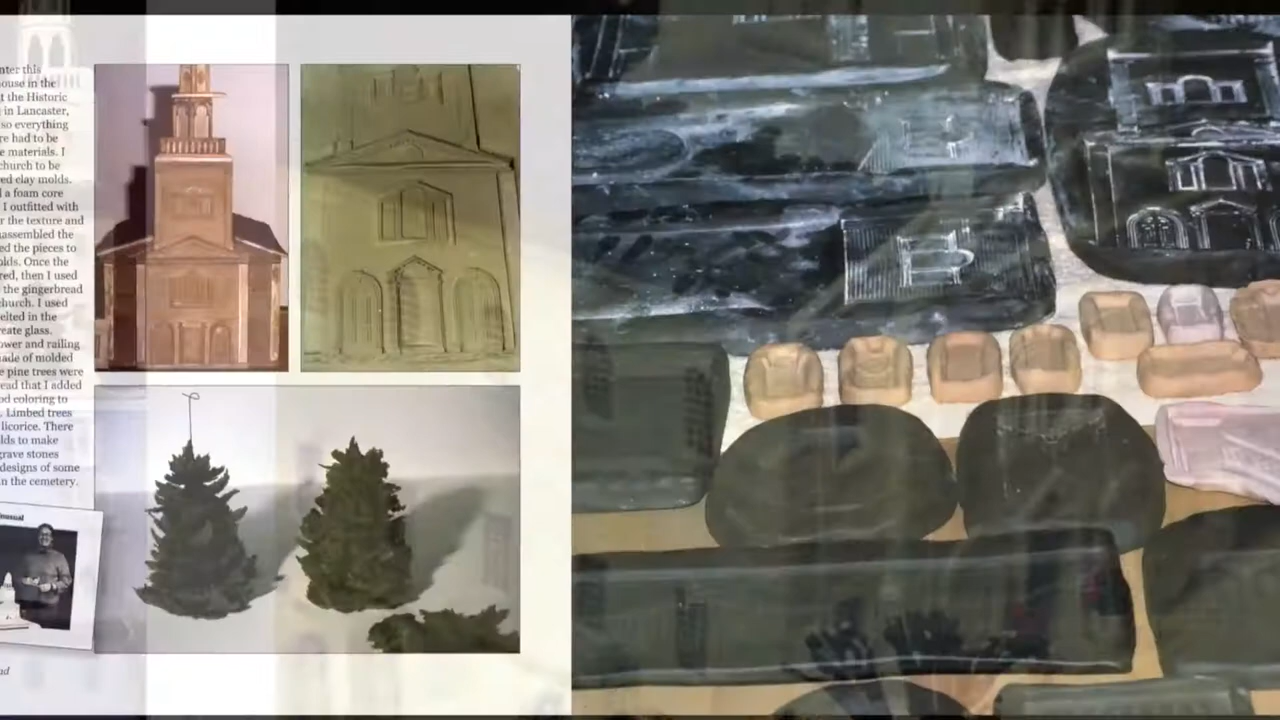 nter this
ouse in the
t the Historic
in Lancaster,
so everything
re had to be
e materials. I
church to be
ed clay molds.
l a foam core
I outfitted with
r the texture and
assembled the
ed the pieces to
olds. Once the
red, then I used
the gingerbread
church. I used
elted in the
reate glass.
ower and railing
ade of molded
e pine trees were
ead that I added
od coloring to
. Limbed trees
licorice. There
lds to make
grave stones
designs of some
n the cemetery.